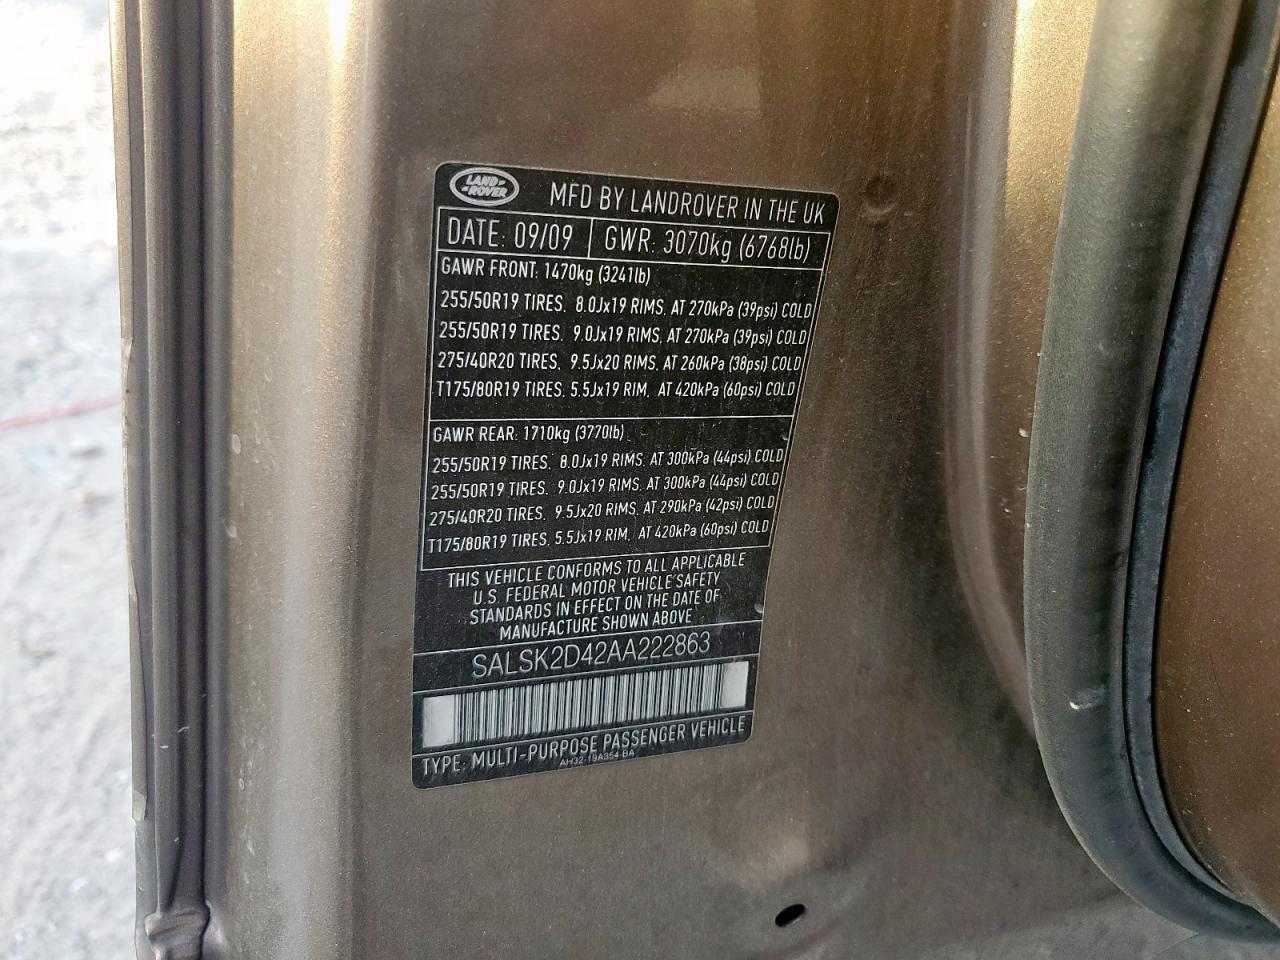 LAND-
-ROVER
MFD BY LANDROVER IN THE UK
DATE: 09/09 GWR: 3070kg (6768lb)
GAWR FRONT: 1470kg (3241lb)
255/50R19 TIRES, 8.0Jx19 RIMS, AT 270kPa (39psi) COLD
255/50R19 TIRES, 9.0Jx19 RIMS, AT 270kPa (39psi) COLD
275/40R20 TIRES, 9.5Jx20 RIMS, AT 260kPa (38psi) COLD
T175/80R19 TIRES, 5.5Jx19 RIM, AT 420kPa (60psi) COLD
GAWR REAR: 1710kg (3770lb)
255/50R19 TIRES, 8.0Jx19 RIMS, AT 300kPa (44psi) COLD
255/50R19 TIRES, 9.0Jx19 RIMS, AT 300kPa (44psi) COLD
275/40R20 TIRES, 9.5Jx20 RIMS, AT 290kPa (42psi) COLD
T175/80R19 TIRES, 5.5Jx19 RIM, AT 420kPa (60psi) COLD
THIS VEHICLE CONFORMS TO ALL APPLICABLE
U.S. FEDERAL MOTOR VEHICLE SAFETY
STANDARDS IN EFFECT ON THE DATE OF
MANUFACTURE SHOWN ABOVE
SALSK2D42AA222863
TYPE: MULTI-PURPOSE PASSENGER VEHICLE
AH32-19A354-BA